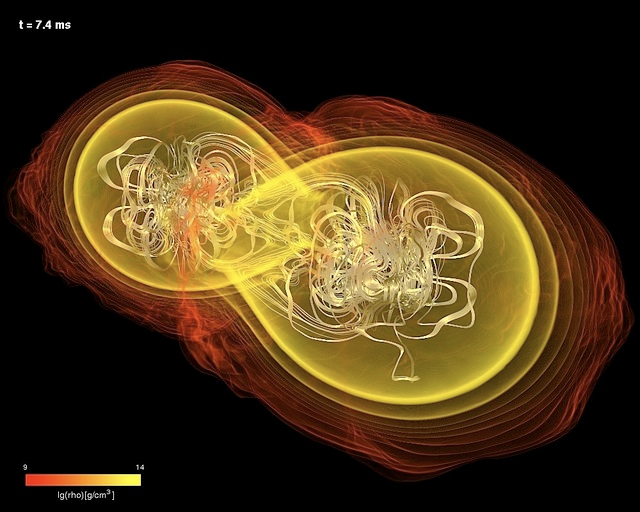 t = 7.4 ms
9 14
lg(rho)[g/cm³]